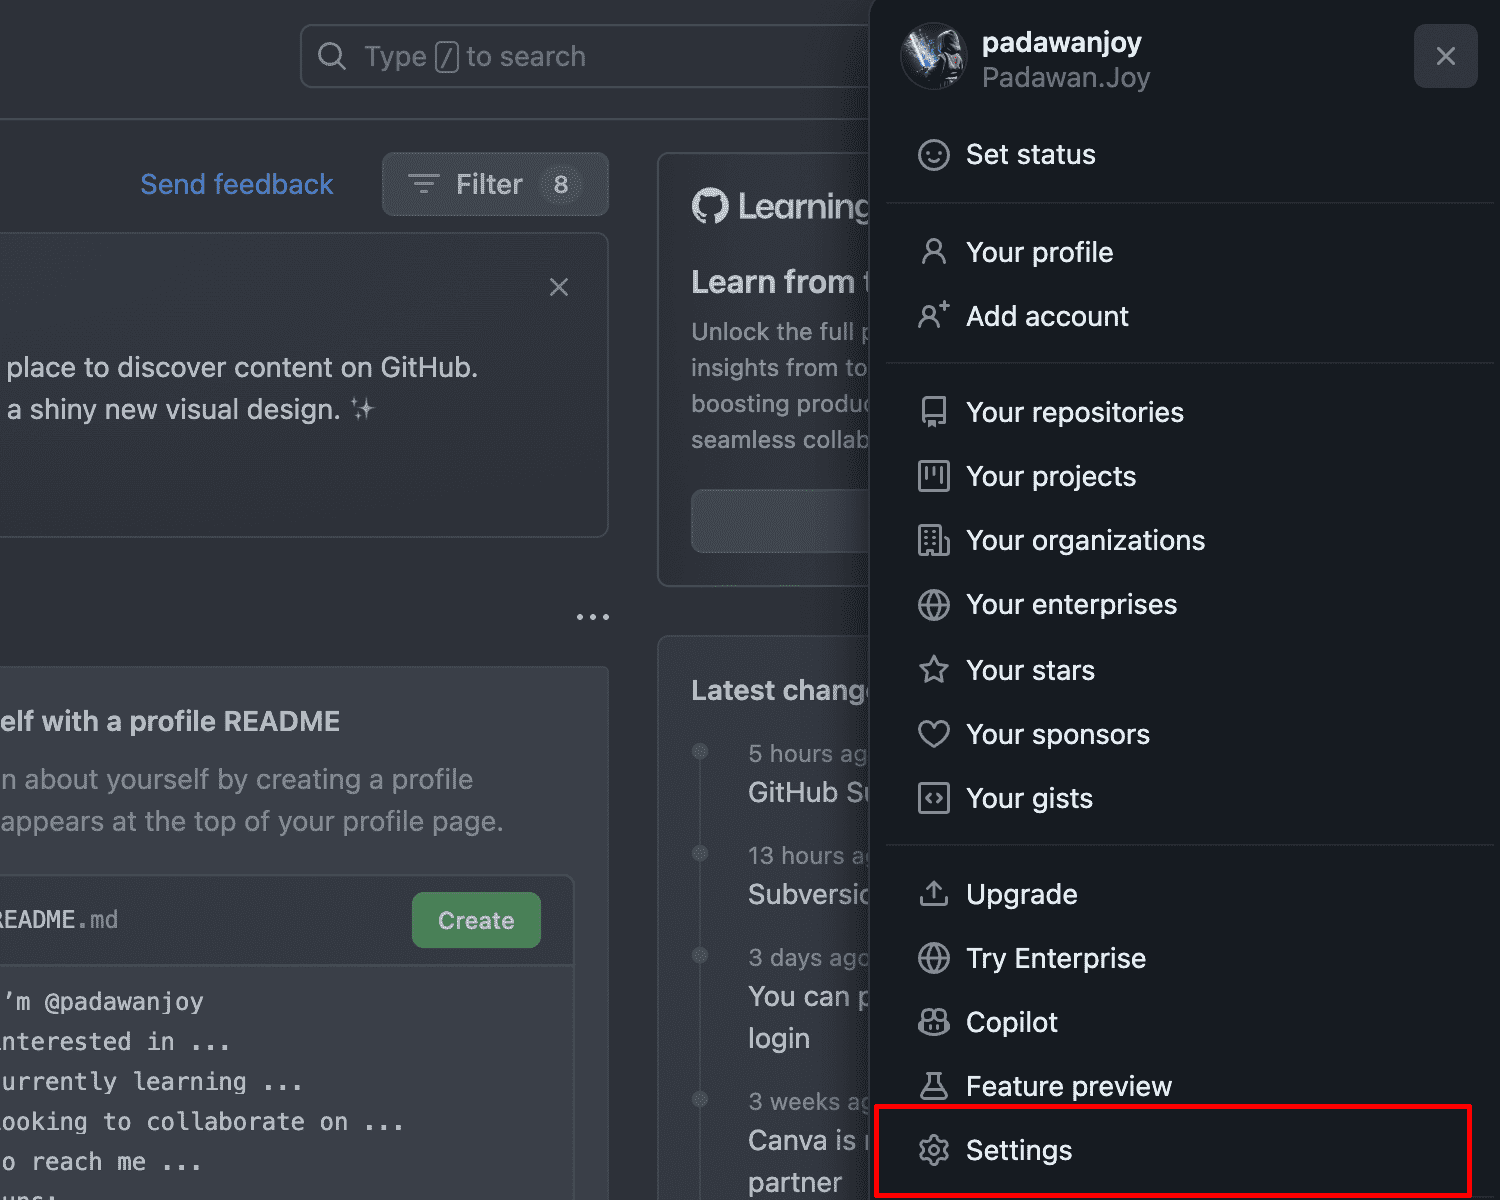 Type / to search
Send feedback
Filter 8
place to discover content on GitHub.
a shiny new visual design. ✨
elf with a profile README
n about yourself by creating a profile
appears at the top of your profile page.
README.md
Create
'm @padawanjoy
nterested in ...
urrently learning ...
ooking to collaborate on ...
o reach me ...
Learning
Learn from
Unlock the full
insights from to
boosting produc
seamless collab
Latest chang
5 hours ag
GitHub Su
13 hours ag
Subversio
3 days ago
You can p
login
3 weeks ag
Canva is
partner
padawanjoy
Padawan.Joy
Set status
Your profile
Add account
Your repositories
Your projects
Your organizations
Your enterprises
Your stars
Your sponsors
Your gists
Upgrade
Try Enterprise
Copilot
Feature preview
Settings